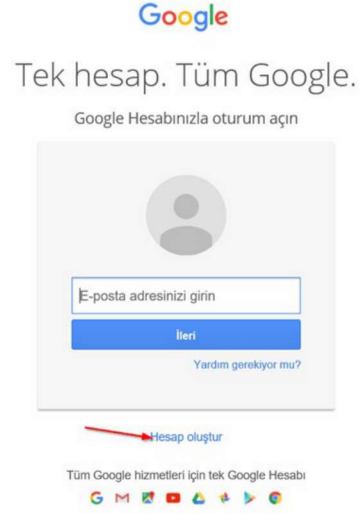 Google
Tek hesap. Tüm Google.
Google Hesabınızla oturum açın
E-posta adresinizi girin
İleri
Yardım gerekiyor mu?
Hesap oluştur
Tüm Google hizmetleri için tek Google Hesabı